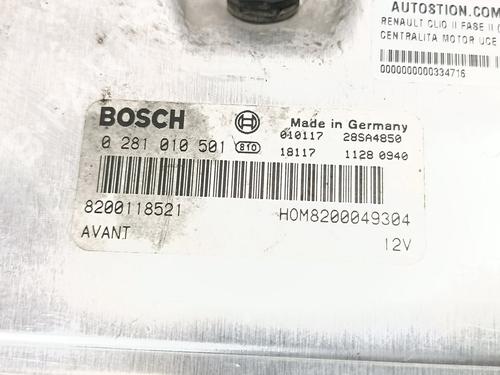 AUTOSTION.COM
RENAULT CLIO II FASE II (
CENTRALITA MOTOR UCE
0000000000334716
BOSCH
Made in Germany
0 281 010 501 810
010117 28SA4850
18117 1128 0940
8200118521
HOM8200049304
AVANT
12V